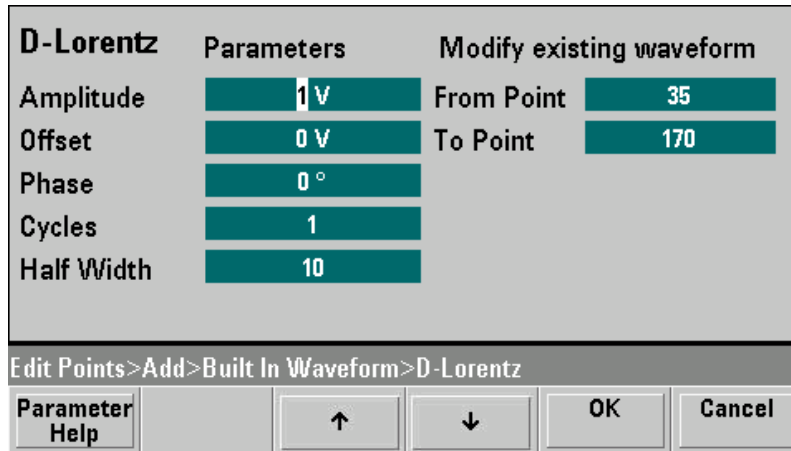 D-Lorentz Parameters Modify existing waveform
Amplitude 1 V From Point 35
Offset 0 V To Point 170
Phase 0 °
Cycles 1
Half Width 10
Edit Points>Add>Built In Waveform>D-Lorentz
Parameter Help ↑ ↓ OK Cancel